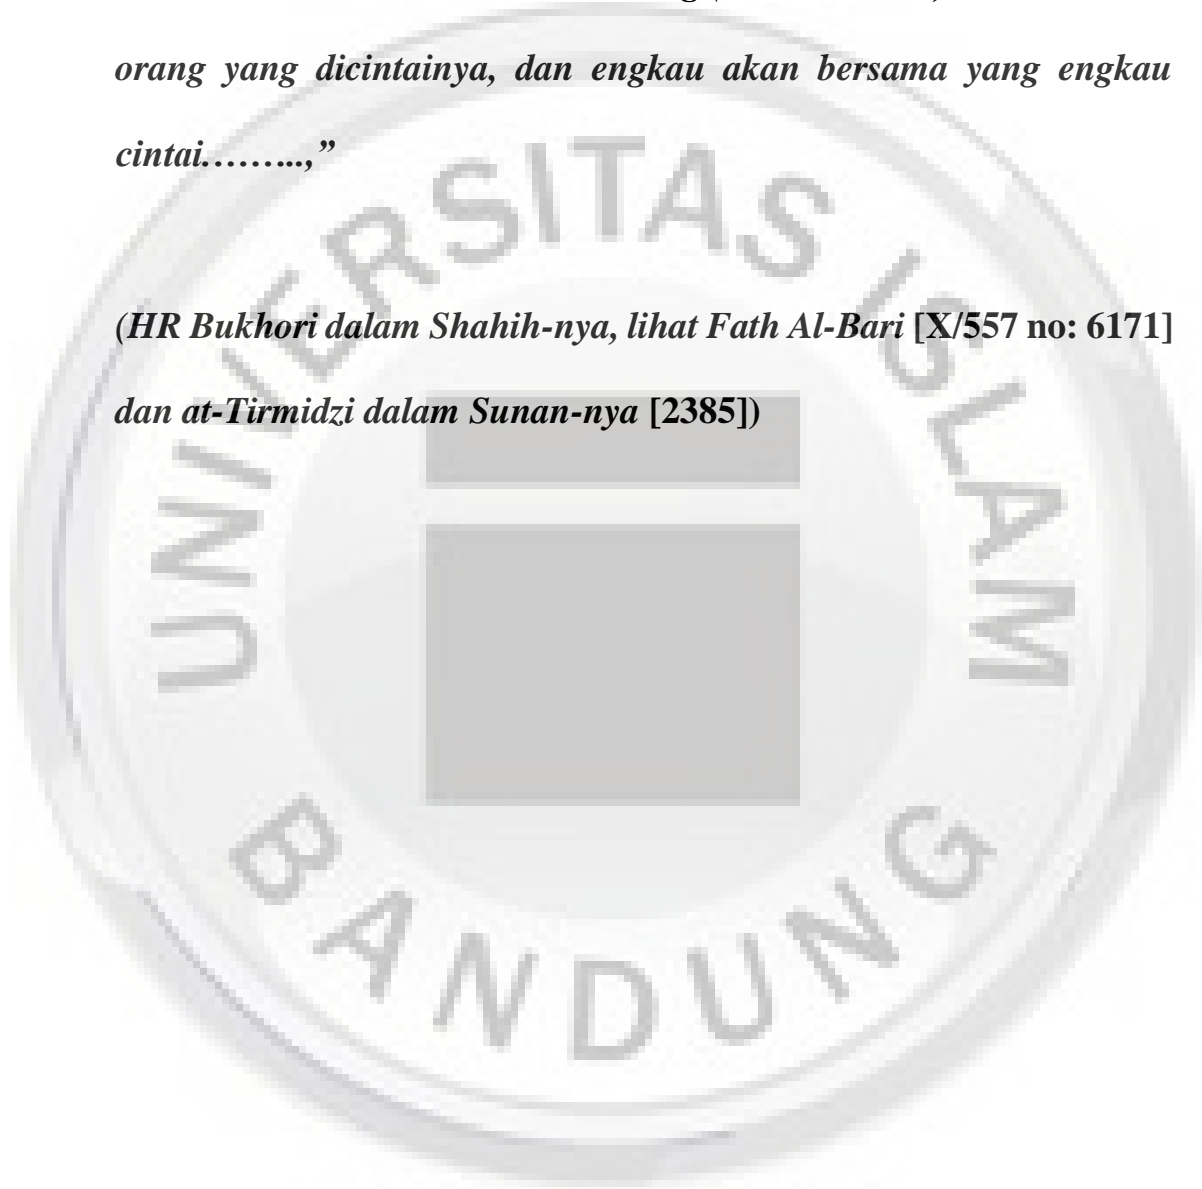 orang yang dicintainya, dan engkau akan bersama yang engkau
cintai……..,”
(HR Bukhori dalam Shahih-nya, lihat Fath Al-Bari [X/557 no: 6171]
dan at-Tirmidzi dalam Sunan-nya [2385])
UNIVERSITAS ISLAM
BANDUNG